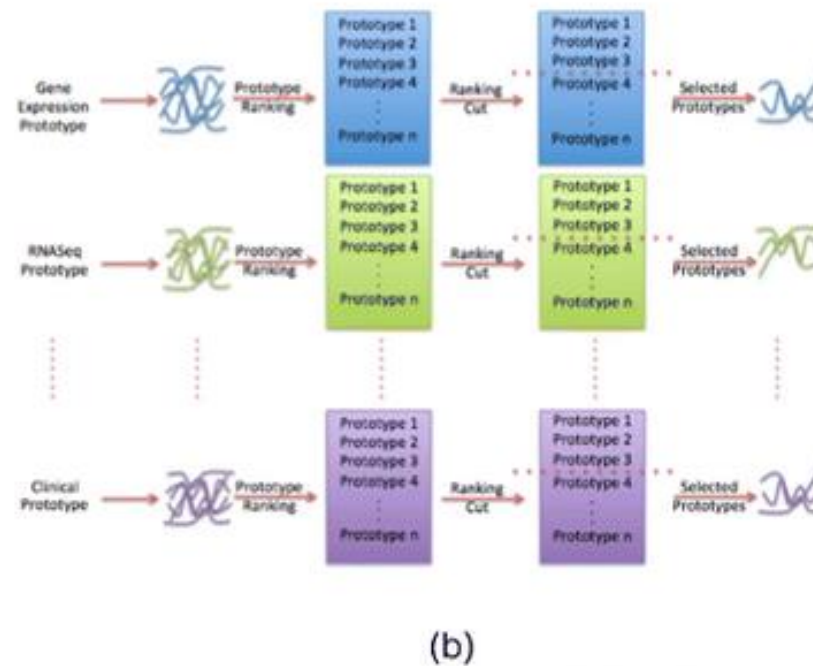 Gene
Expression
Prototype
Prototype
Ranking
Prototype 1
Prototype 2
Prototype 3
Prototype 4
Prototype n
Ranking
Cut
Prototype 1
Prototype 2
Prototype 3
Prototype 4
Prototype n
Selected
Prototypes
RNASeq
Prototype
Prototype
Ranking
Prototype 1
Prototype 2
Prototype 3
Prototype 4
Prototype n
Ranking
Cut
Prototype 1
Prototype 2
Prototype 3
Prototype 4
Prototype n
Selected
Prototypes
Clinical
Prototype
Prototype
Ranking
Prototype 1
Prototype 2
Prototype 3
Prototype 4
Prototype n
Ranking
Cut
Prototype 1
Prototype 2
Prototype 3
Prototype 4
Prototype n
Selected
Prototypes
(b)